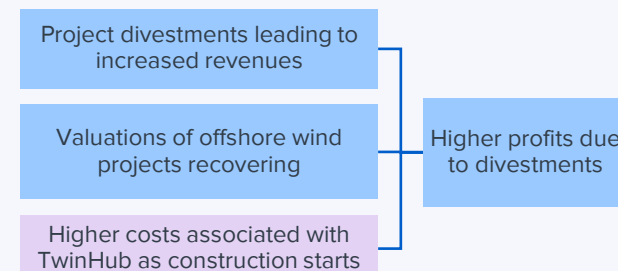 Project divestments leading to
increased revenues
Valuations of offshore wind
projects recovering
Higher profits due
to divestments
Higher costs associated with
TwinHub as construction starts